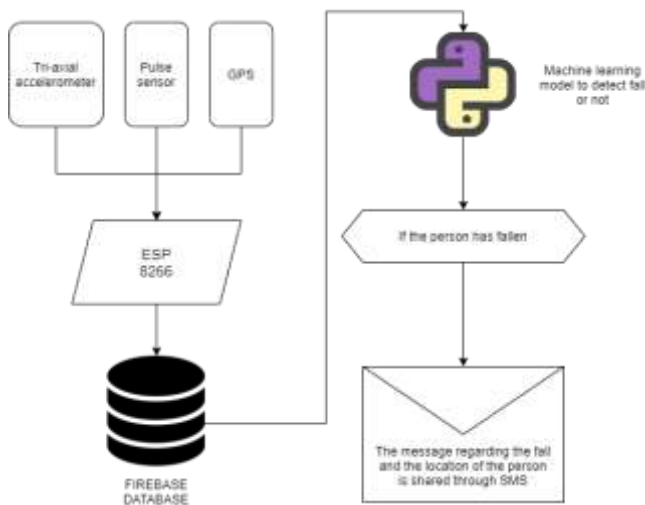 Tri-axial
accelerometer
Pulse
sensor
GPS
ESP
8266
FIREBASE
DATABASE
Machine learning
model to detect fall
or not
If the person has fallen
The message regarding the fall
and the location of the person
is shared through SMS